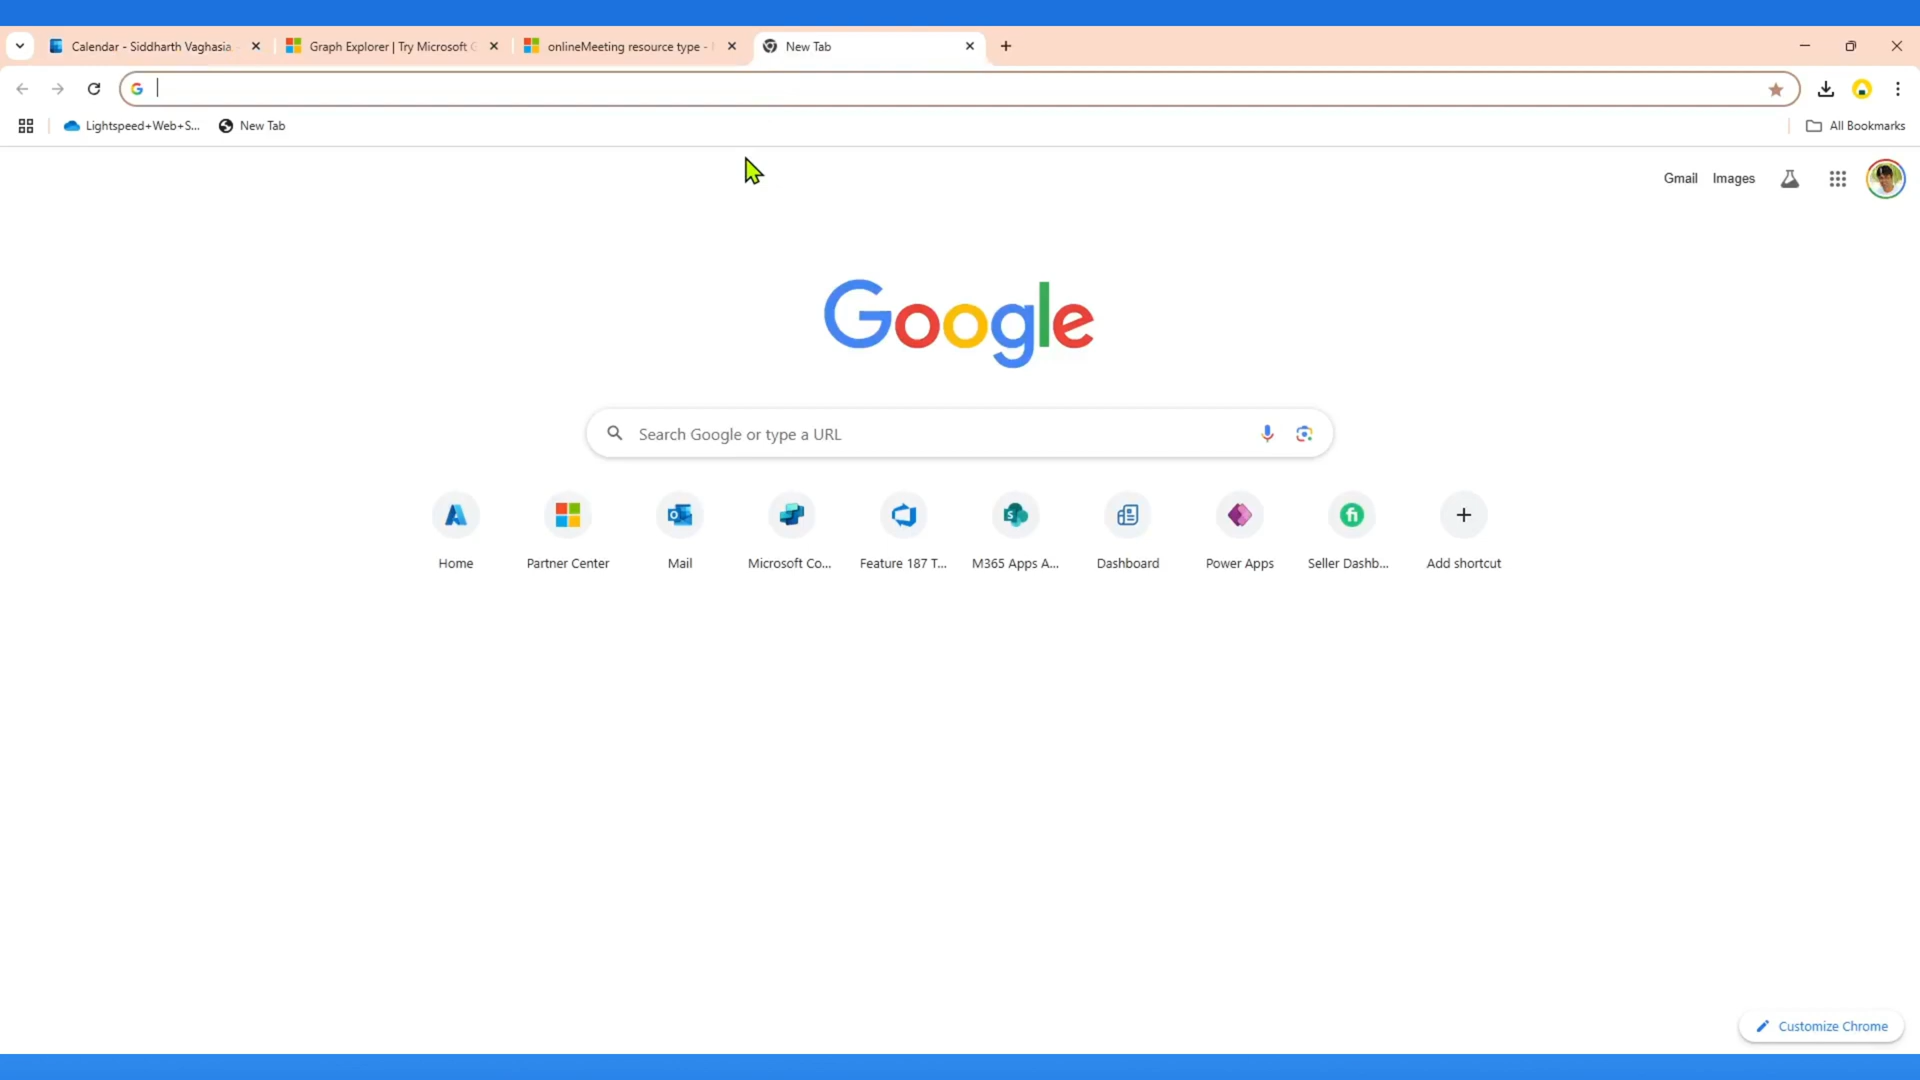 Calendar - Siddharth Vaghasia
Graph Explorer | Try Microsoft G
onlineMeeting resource type -
New Tab
Lightspeed+Web+S...
New Tab
All Bookmarks
Gmail
Images
Google
Search Google or type a URL
Home
Partner Center
Mail
Microsoft Co...
Feature 187 T...
M365 Apps A...
Dashboard
Power Apps
Seller Dashb...
Add shortcut
Customize Chrome